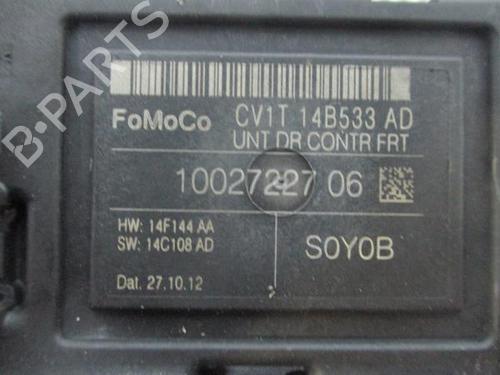 B-PARTS
FoMoCo CV1T 14B533 AD
UNT DR CONTR FRT
10027227 06
HW: 14F144 AA
SW: 14C108 AD
S0Y0B
Dat. 27.10.12